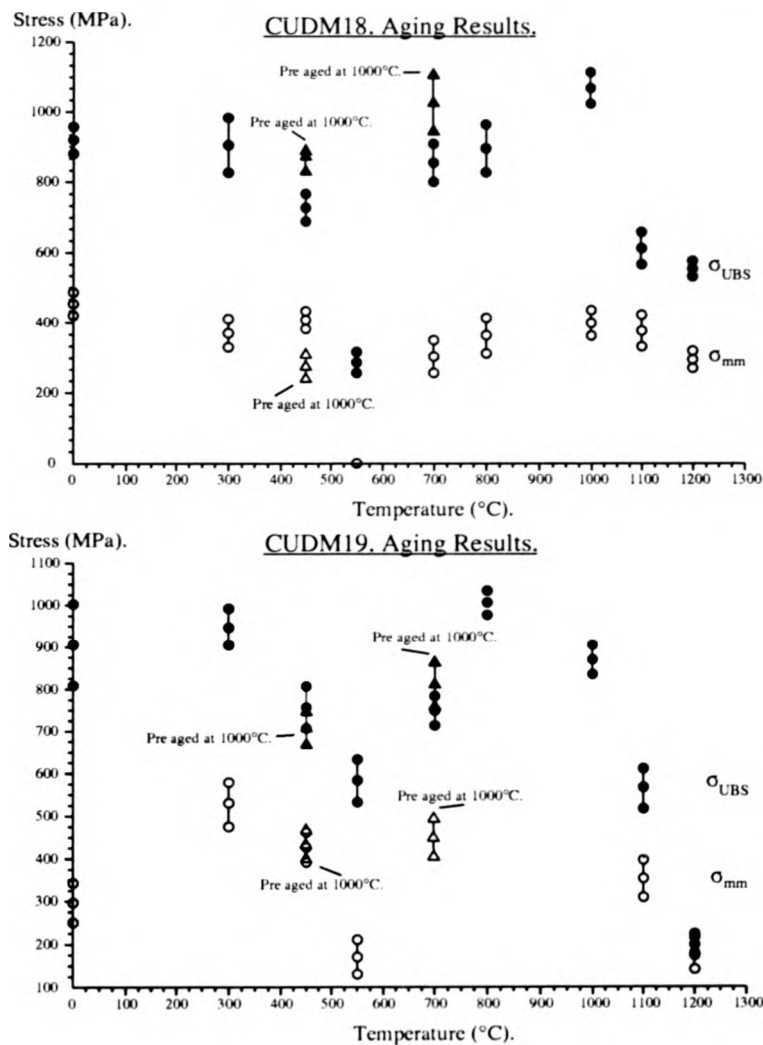 Stress (MPa).
CUDM18. Aging Results.
1200
1000
800
600
400
200
0
Pre aged at 1000°C.
Pre aged at 1000°C.
Pre aged at 1000°C.
σUBS
σmm
0 100 200 300 400 500 600 700 800 900 1000 1100 1200 1300
Temperature (°C).
Stress (MPa).
CUDM19. Aging Results.
1100
1000
900
800
700
600
500
400
300
200
100
Pre aged at 1000°C.
Pre aged at 1000°C.
Pre aged at 1000°C.
Pre aged at 1000°C.
σUBS
σmm
0 100 200 300 400 500 600 700 800 900 1000 1100 1200 1300
Temperature (°C).